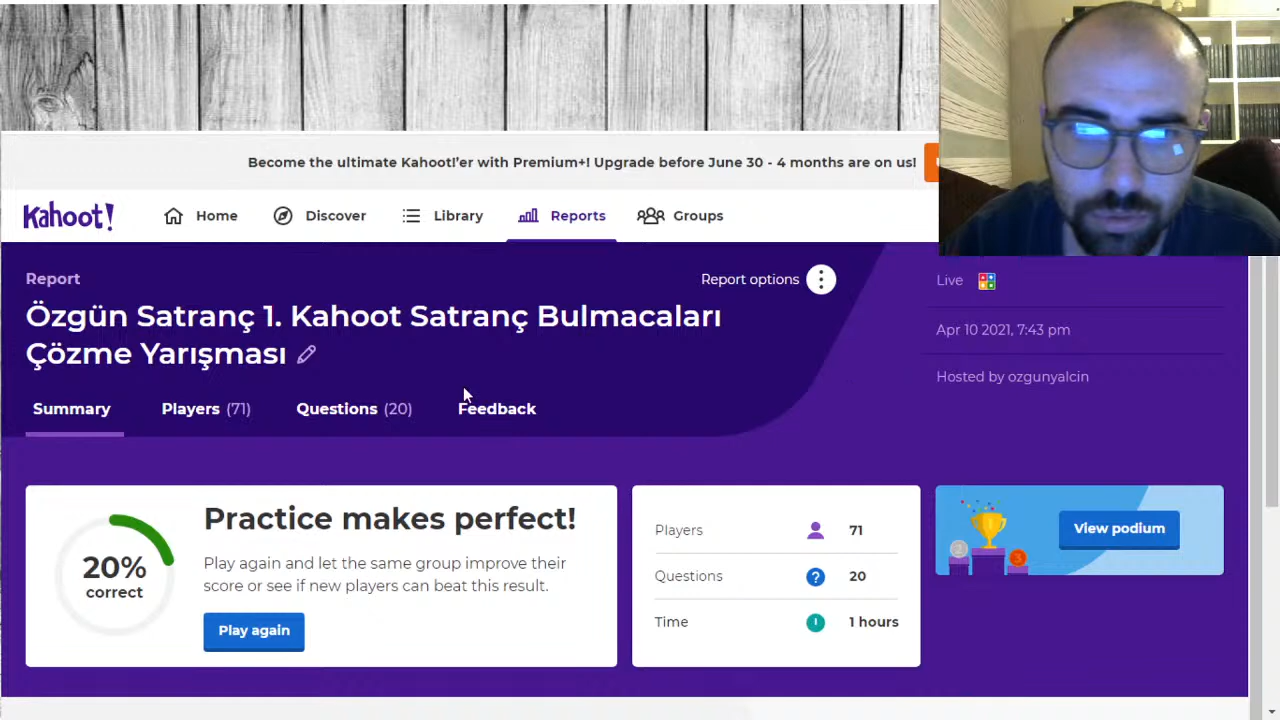 Become the ultimate Kahoot!'er with Premium+! Upgrade before June 30 - 4 months are on us!
Kahoot!
Home
Discover
Library
Reports
Groups
Report
Report options
Live
Özgün Satranç 1. Kahoot Satranç Bulmacaları
Çözme Yarışması
Apr 10 2021, 7:43 pm
Hosted by ozgunyalcin
Summary
Players (71)
Questions (20)
Feedback
20%
correct
Practice makes perfect!
Play again and let the same group improve their
score or see if new players can beat this result.
Play again
Players 71
Questions 20
Time 1 hours
2
3
View podium